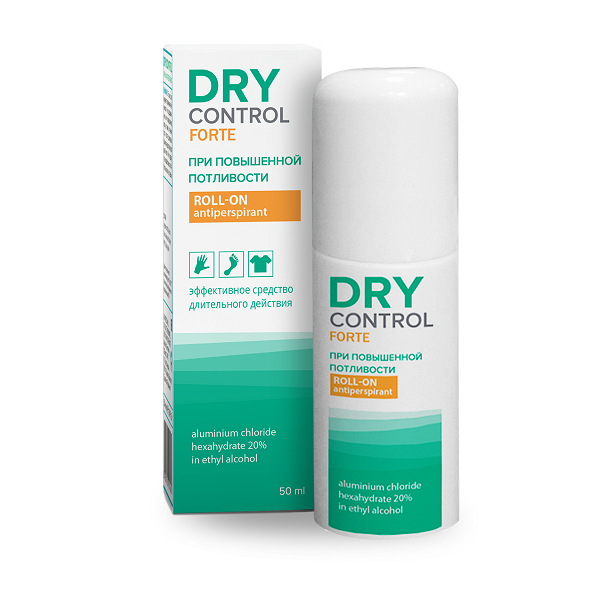 DRY
CONTROL
FORTE
ПРИ ПОВЫШЕННОЙ
ПОТЛИВОСТИ
ROLL-ON
antiperspirant
эффективное средство
длительного действия
aluminium chloride
hexahydrate 20%
in ethyl alcohol
50 ml
DRY
CONTROL
FORTE
ПРИ ПОВЫШЕННОЙ
ПОТЛИВОСТИ
ROLL-ON
antiperspirant
aluminium chloride
hexahydrate 20%
in ethyl alcohol